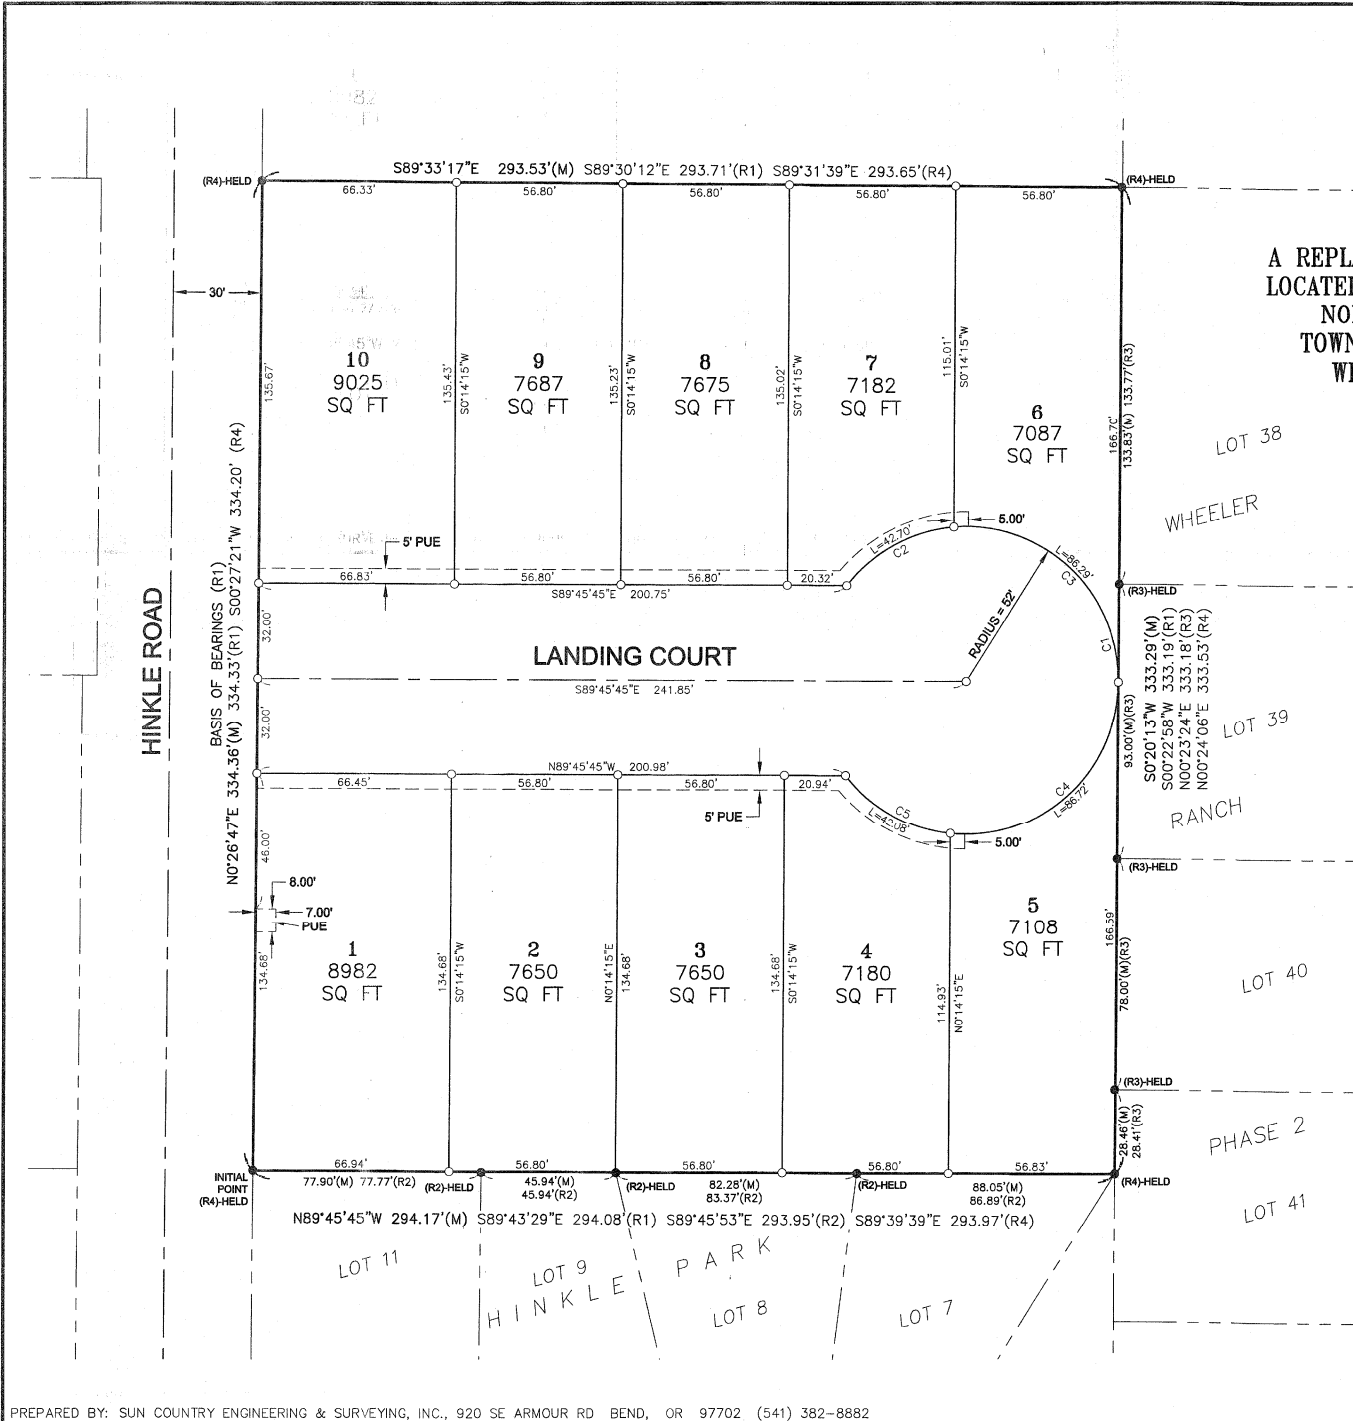 S89°33'17"E 293.53'(M) S89°30'12"E 293.71'(R1) S89°31'39"E 293.65'(R4)
(R4)-HELD
66.33'
56.80'
56.80'
56.80'
56.80'
(R4)-HELD
A REPLA
LOCATED
NO
TOWN
30'
10
9025
SQ FT
9
7687
SQ FT
8
7675
SQ FT
7
7182
SQ FT
6
7087
SQ FT
135.67'
135.43'
S0°14'15"W
135.23'
S0°14'15"W
135.02'
S0°14'15"W
115.01'
S0°14'15"W
166.70'
133.83'(M) 133.77'(R3)
LOT 38
WHEELER
5' PUE
66.83'
56.80'
56.80'
20.32'
S89°45'45"E 200.75'
L=42.70'
C2
5.00'
L=86.29'
C3
RADIUS = 52'
C1
(R3)-HELD
HINKLE ROAD
BASIS OF BEARINGS (R1)
N0°26'47"E 334.36'(M) 334.33'(R1) S00°27'21"W 334.20' (R4)
32.00'
LANDING COURT
S89°45'45"E 241.85'
32.00'
93.00'(M)(R3)
S0°20'13"W 333.29'(M)
S00°22'58"W 333.19'(R1)
N00°23'24"E 333.18'(R3)
N00°24'06"E 333.53'(R4)
LOT 39
RANCH
N89°45'45"W 200.98'
66.45'
56.80'
56.80'
20.94'
5' PUE
C5
L=42.08'
C4
L=86.72'
5.00'
(R3)-HELD
46.00'
8.00'
7.00'
PUE
1
8982
SQ FT
2
7650
SQ FT
3
7650
SQ FT
4
7180
SQ FT
5
7108
SQ FT
134.68'
134.68'
S0°14'15"W
N0°14'15"E
134.68'
134.68'
S0°14'15"W
114.93'
N0°14'15"E
166.59'
78.00'(M)(R3)
LOT 40
(R3)-HELD
28.46'(M)
28.41'(R3)
PHASE 2
INITIAL
POINT
(R4)-HELD
66.94'
77.90'(M) 77.77'(R2)
(R2)-HELD
56.80'
45.94'(M)
45.94'(R2)
(R2)-HELD
56.80'
82.28'(M)
83.37'(R2)
56.80'
(R2)-HELD
56.83'
88.05'(M)
86.89'(R2)
(R4)-HELD
LOT 41
N89°45'45"W 294.17'(M) S89°43'29"E 294.08'(R1) S89°45'53"E 293.95'(R2) S89°39'39"E 293.97'(R4)
LOT 11
LOT 9
HINKLE PARK
LOT 8
LOT 7
PREPARED BY: SUN COUNTRY ENGINEERING & SURVEYING, INC., 920 SE ARMOUR RD BEND, OR 97702 (541) 382-8882